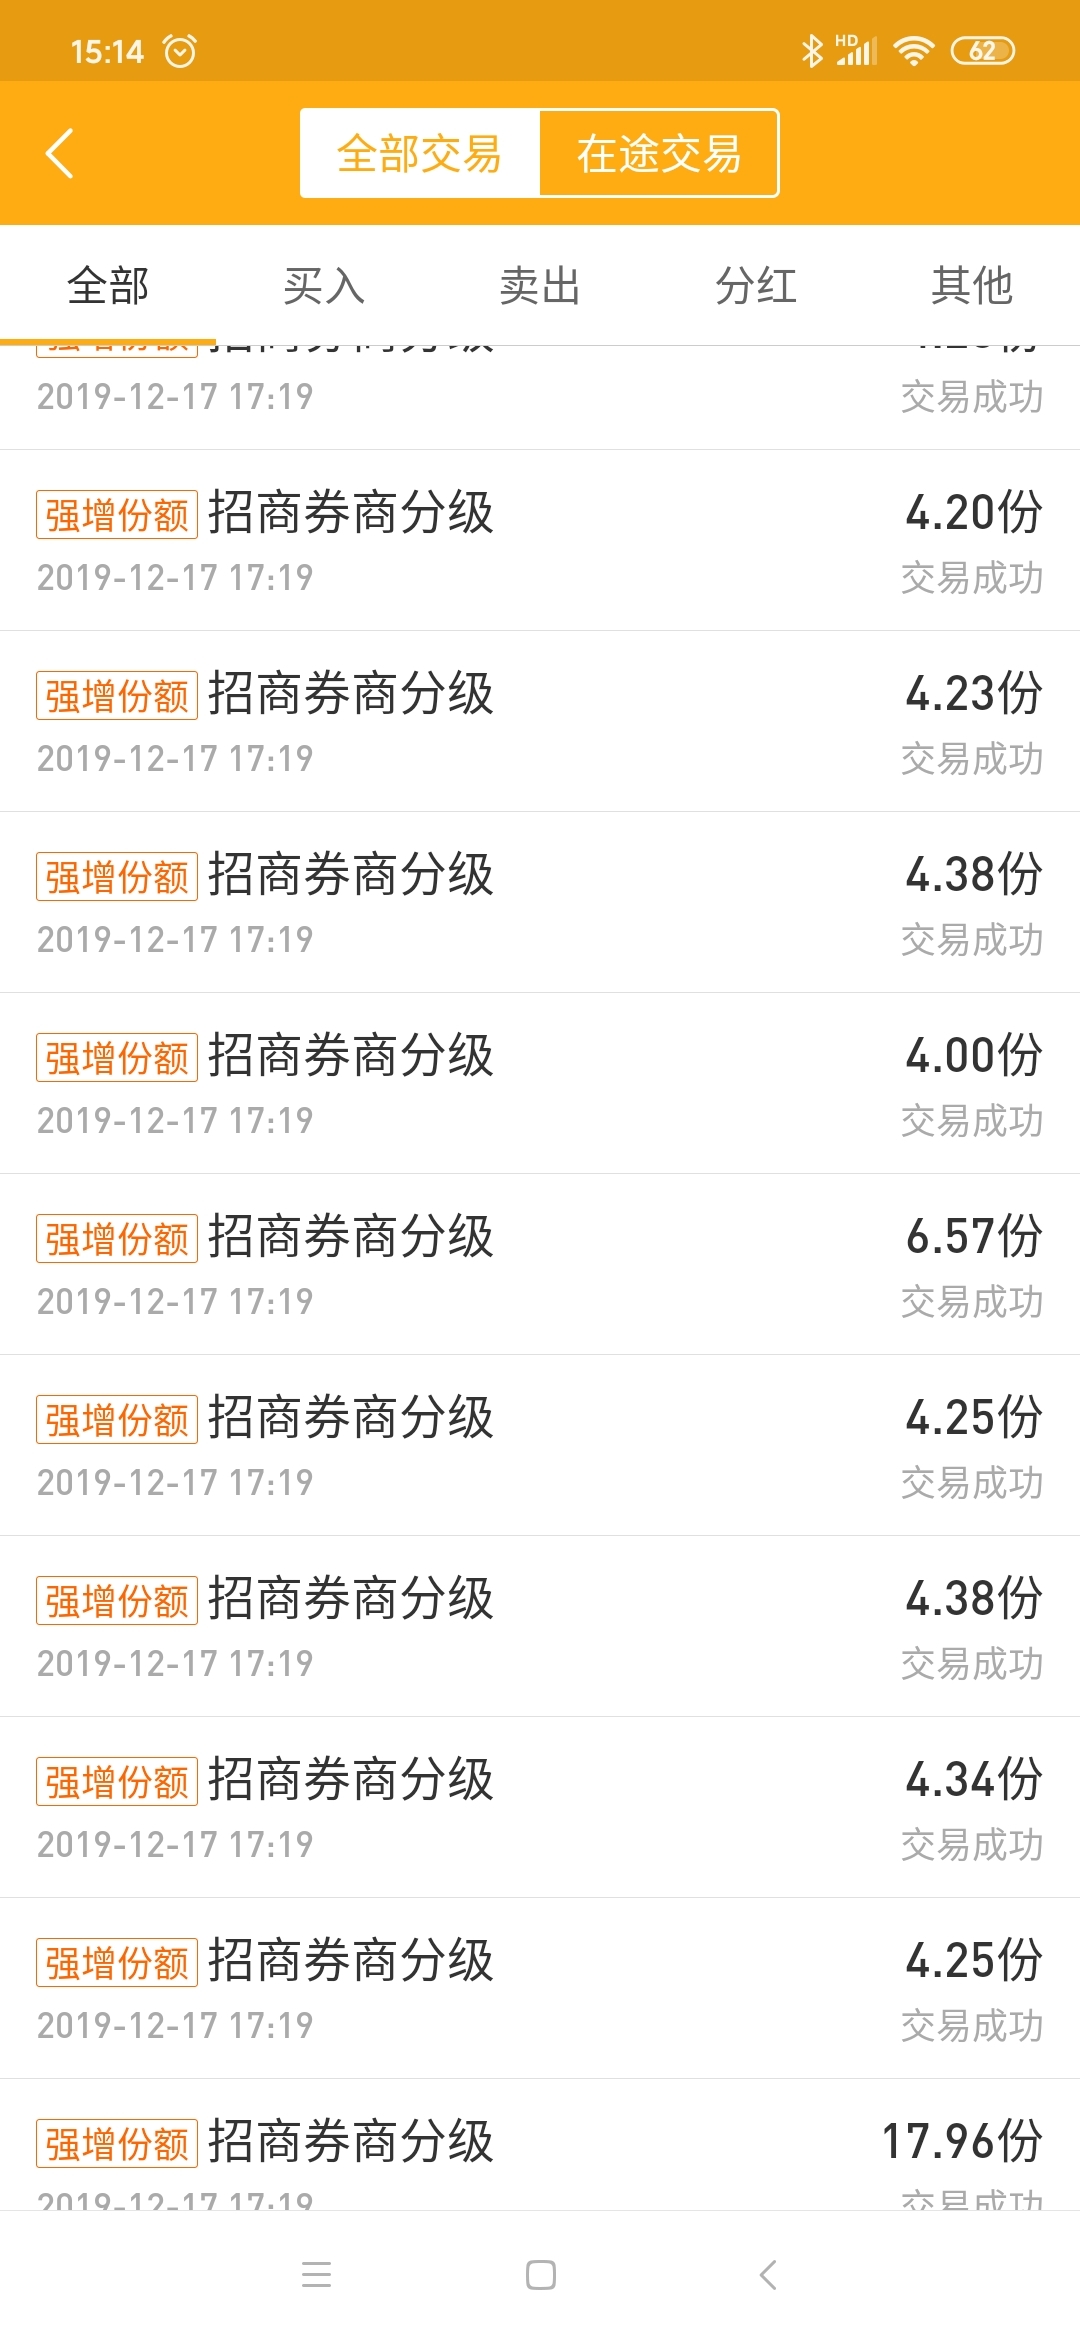 15:14 HD 62
全部交易 在途交易
全部 买入 卖出 分红 其他
2019-12-17 17:19 交易成功
强增份额 招商券商分级 4.20份
2019-12-17 17:19 交易成功
强增份额 招商券商分级 4.23份
2019-12-17 17:19 交易成功
强增份额 招商券商分级 4.38份
2019-12-17 17:19 交易成功
强增份额 招商券商分级 4.00份
2019-12-17 17:19 交易成功
强增份额 招商券商分级 6.57份
2019-12-17 17:19 交易成功
强增份额 招商券商分级 4.25份
2019-12-17 17:19 交易成功
强增份额 招商券商分级 4.38份
2019-12-17 17:19 交易成功
强增份额 招商券商分级 4.34份
2019-12-17 17:19 交易成功
强增份额 招商券商分级 4.25份
2019-12-17 17:19 交易成功
强增份额 招商券商分级 17.96份
2019-12-17 17:19 交易成功